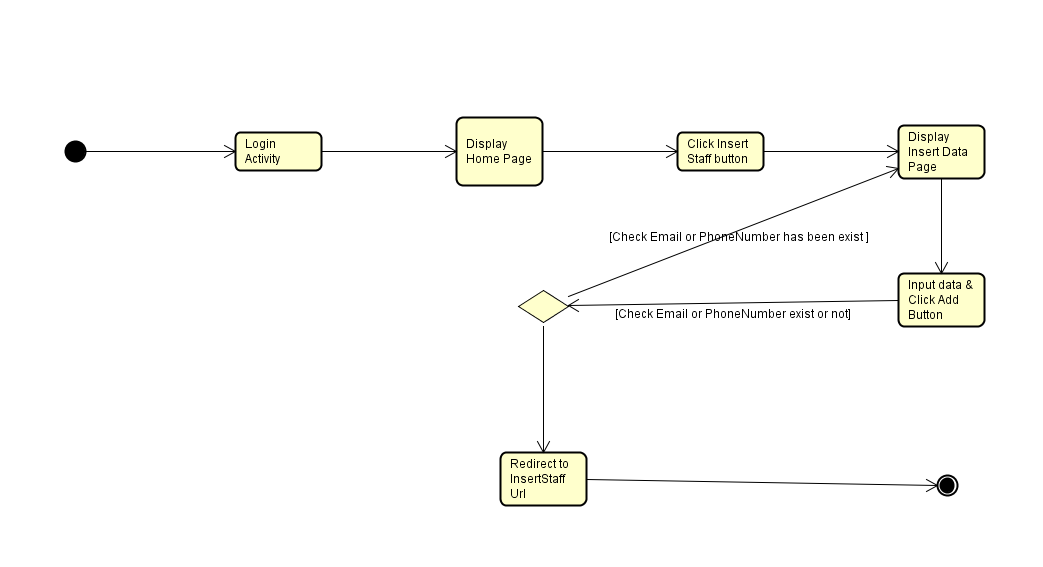 Login
Activity
Display
Home Page
Click Insert
Staff button
Display
Insert Data
Page
[Check Email or PhoneNumber has been exist ]
Input data &
Click Add
Button
[Check Email or PhoneNumber exist or not]
Redirect to
InsertStaff
Url